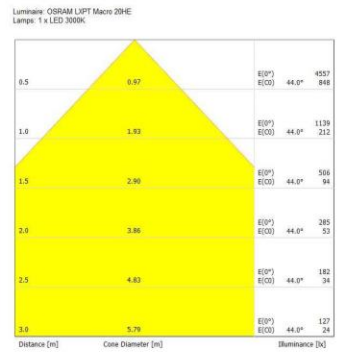 Luminaire: OSRAM LXPT Macro 20HE
Lamps: 1 x LED 3000K
E(0°) 4557
0.5 0.97 E(C0) 44.0° 848
E(0°) 1139
1.0 1.93 E(C0) 44.0° 212
E(0°) 506
1.5 2.90 E(C0) 44.0° 94
E(0°) 285
2.0 3.86 E(C0) 44.0° 53
E(0°) 182
2.5 4.83 E(C0) 44.0° 34
E(0°) 127
3.0 5.79 E(C0) 44.0° 24
Distance [m] Cone Diameter [m] Illuminance [lx]